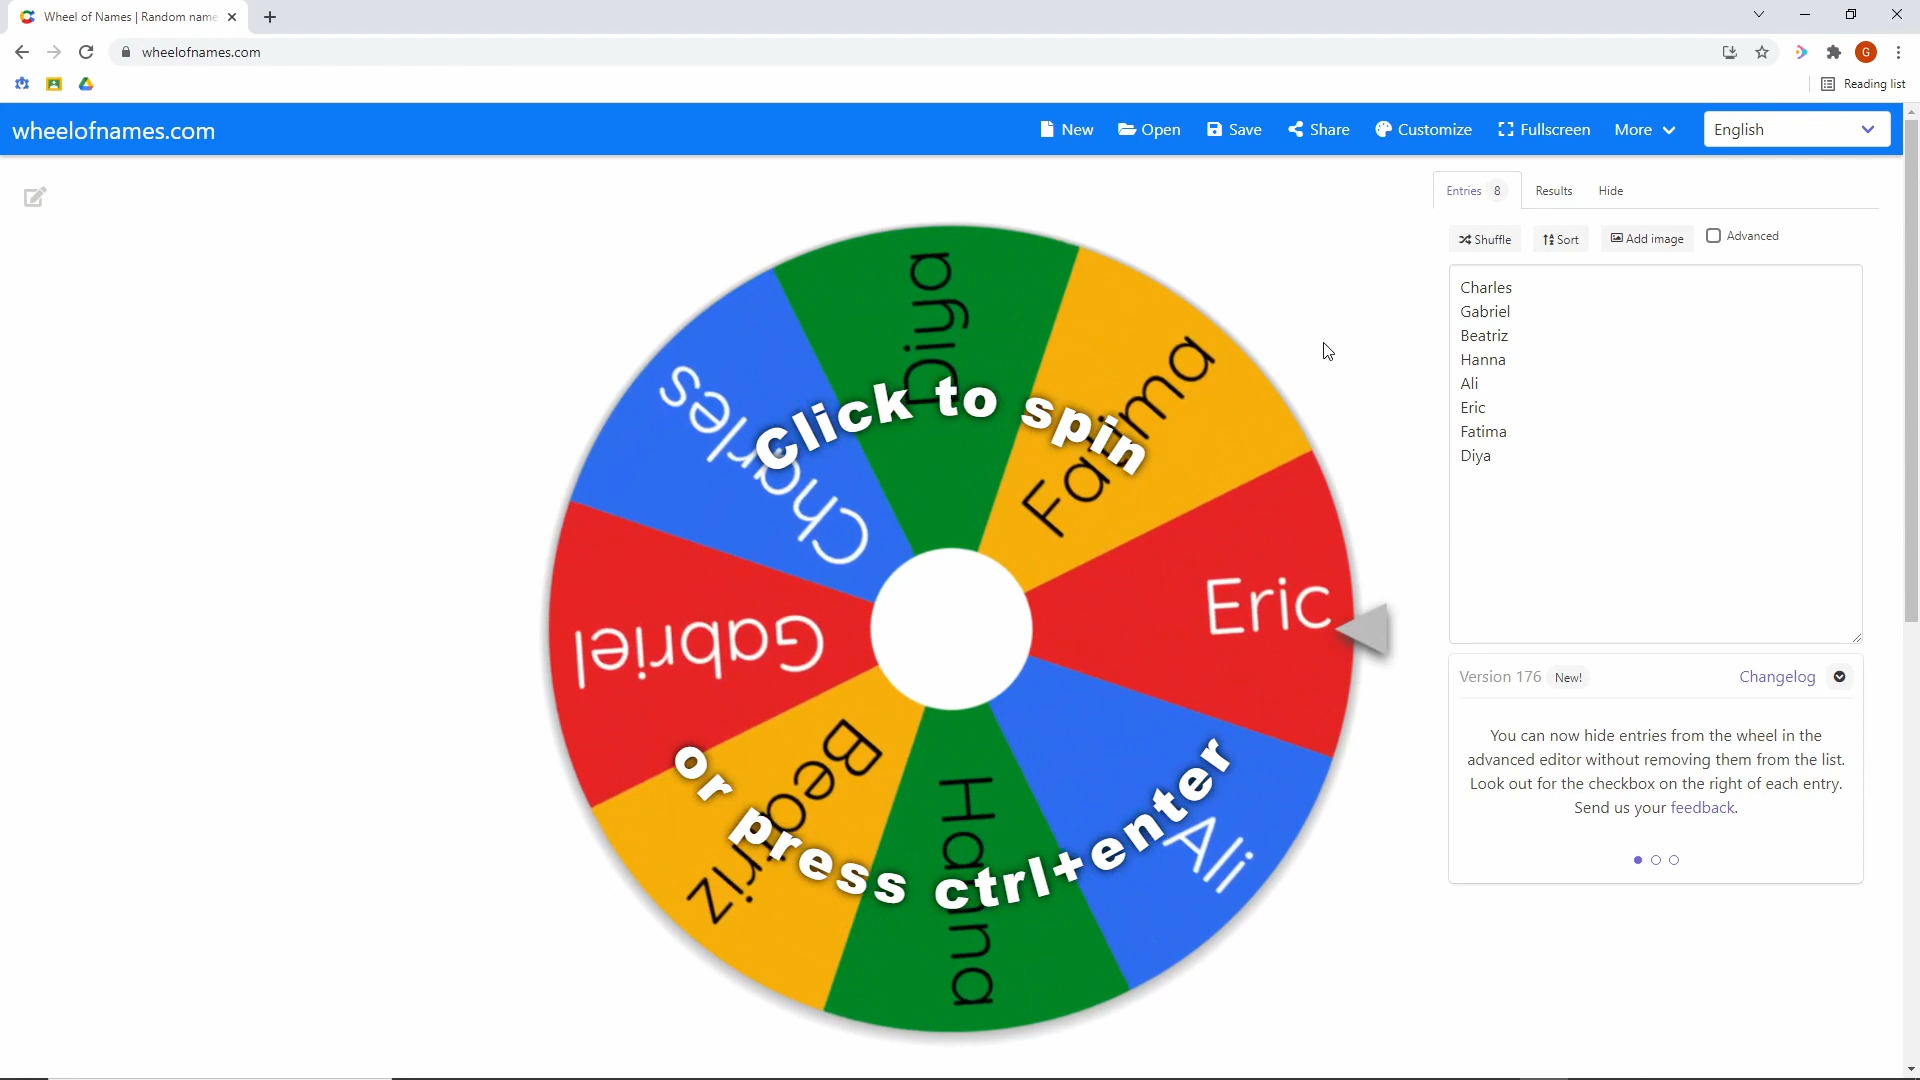 Wheel of Names | Random name
wheelofnames.com
G
Reading list
wheelofnames.com
New
Open
Save
Share
Customize
Fullscreen
More
English
Entries 8
Results
Hide
Shuffle
Sort
Add image
Advanced
Charles
Gabriel
Beatriz
Hanna
Ali
Eric
Fatima
Diya
Click to spin
or press ctrl+enter
Diya
Fatima
Eric
Ali
Hanna
Beatriz
Gabriel
Charles
Version 176 New!
Changelog
You can now hide entries from the wheel in the
advanced editor without removing them from the list.
Look out for the checkbox on the right of each entry.
Send us your feedback.